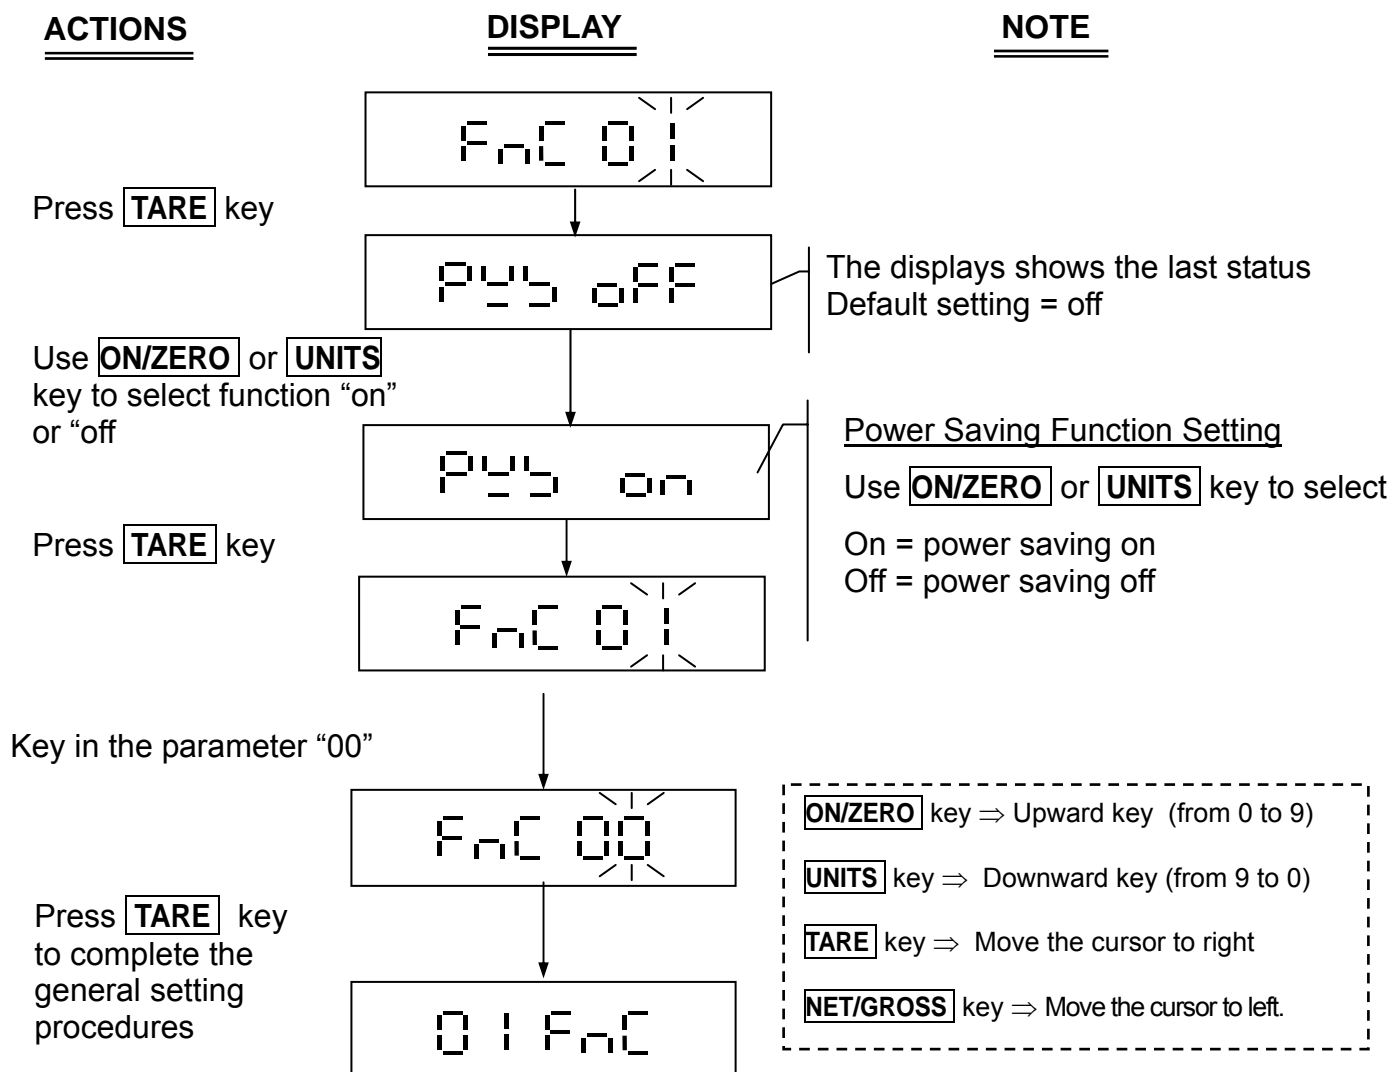 ACTIONS
DISPLAY
NOTE
FnC 01
Press TARE key
PWS oFF
The displays shows the last status
Default setting = off
Use ON/ZERO or UNITS
key to select function “on”
or “off
PWS on
Power Saving Function Setting
Use ON/ZERO or UNITS key to select
On = power saving on
Off = power saving off
Press TARE key
FnC 01
Key in the parameter “00”
FnC 00
Press TARE key
to complete the
general setting
procedures
01 FnC
ON/ZERO key ⇒ Upward key (from 0 to 9)
UNITS key ⇒ Downward key (from 9 to 0)
TARE key ⇒ Move the cursor to right
NET/GROSS key ⇒ Move the cursor to left.